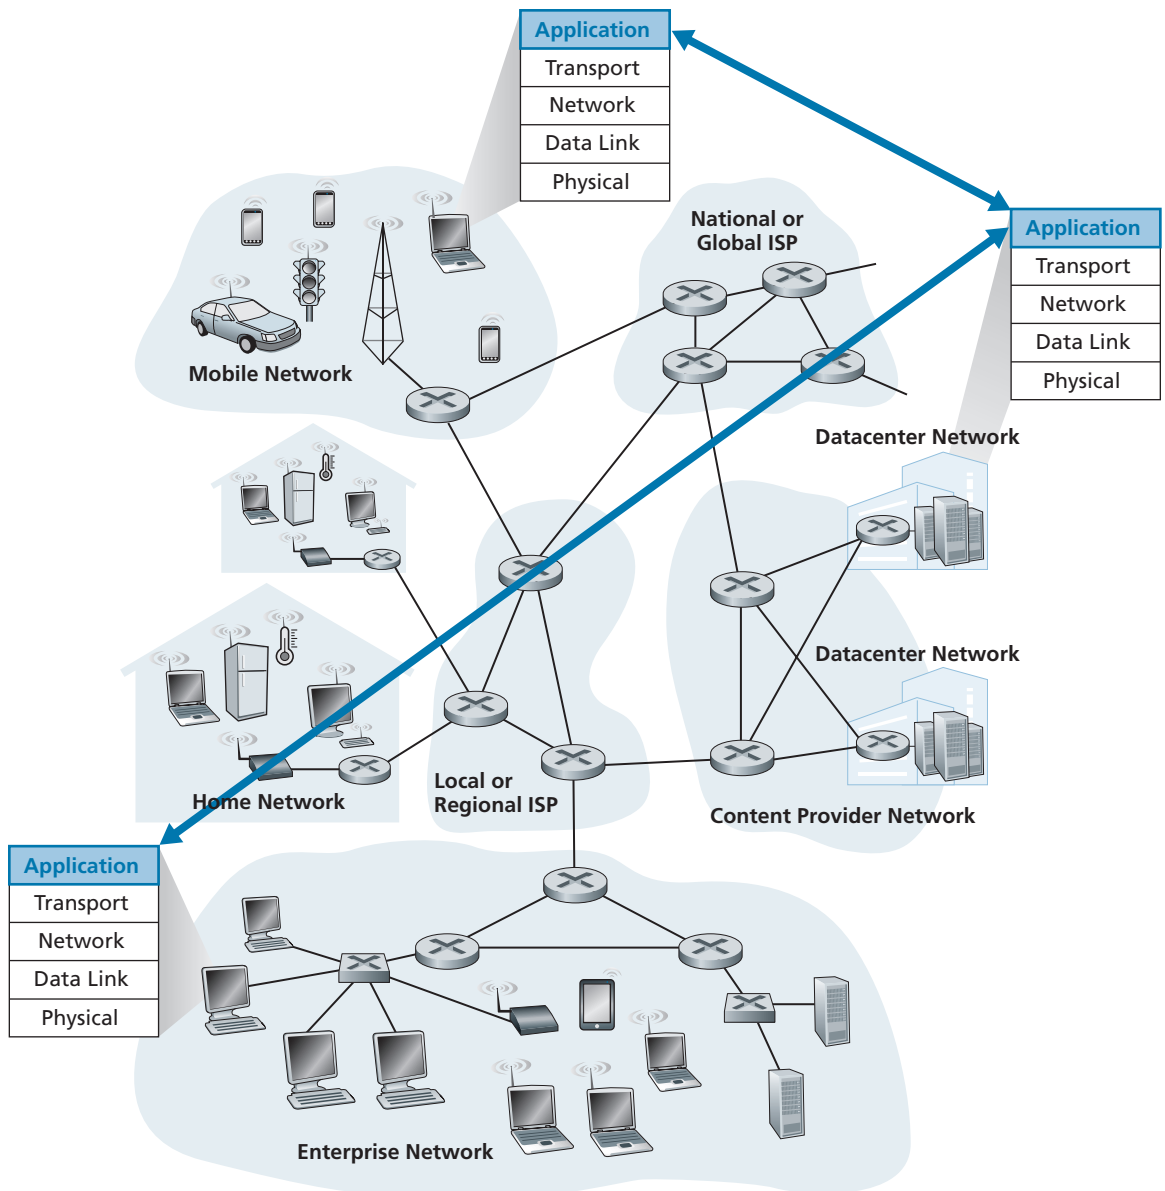 Application
Transport
Network
Data Link
Physical
National or
Global ISP
Application
Transport
Network
Data Link
Physical
Mobile Network
Datacenter Network
Datacenter Network
Home Network
Local or
Regional ISP
Content Provider Network
Application
Transport
Network
Data Link
Physical
Enterprise Network